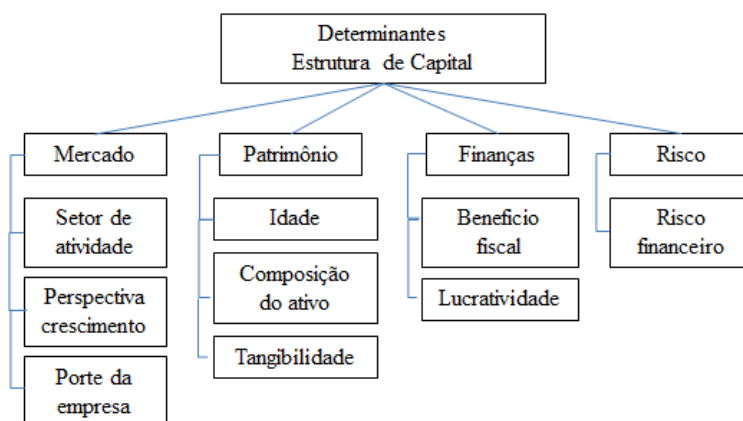 Determinantes
Estrutura de Capital
Mercado
Patrimônio
Finanças
Risco
Setor de
atividade
Perspectiva
crescimento
Porte da
empresa
Idade
Composição
do ativo
Tangibilidade
Beneficio
fiscal
Lucratividade
Risco
financeiro